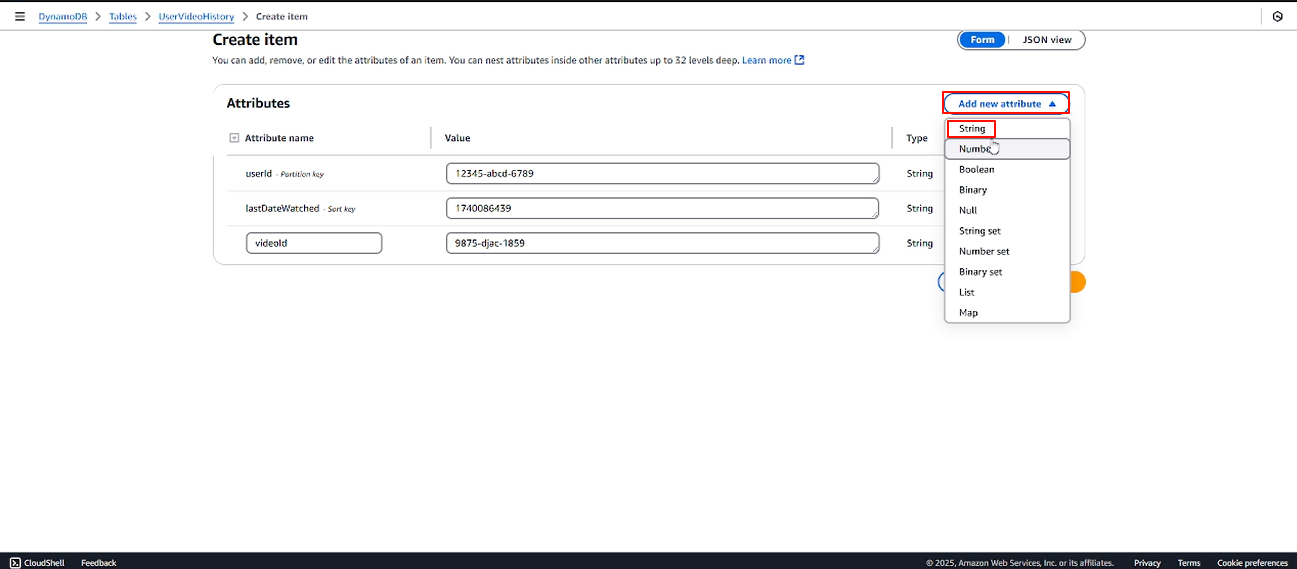 DynamoDB > Tables > UserVideoHistory > Create item
Create item
Form | JSON view
You can add, remove, or edit the attributes of an item. You can nest attributes inside other attributes up to 32 levels deep. Learn more
Attributes
Add new attribute
Attribute name Value Type
String
Number
Boolean
Binary
Null
String set
Number set
Binary set
List
Map
userId - Partition key 12345-abcd-6789 String
lastDateWatched - Sort key 1740086439 String
videoId 9875-djac-1859 String
CloudShell Feedback © 2025, Amazon Web Services, Inc. or its affiliates. Privacy Terms Cookie preferences